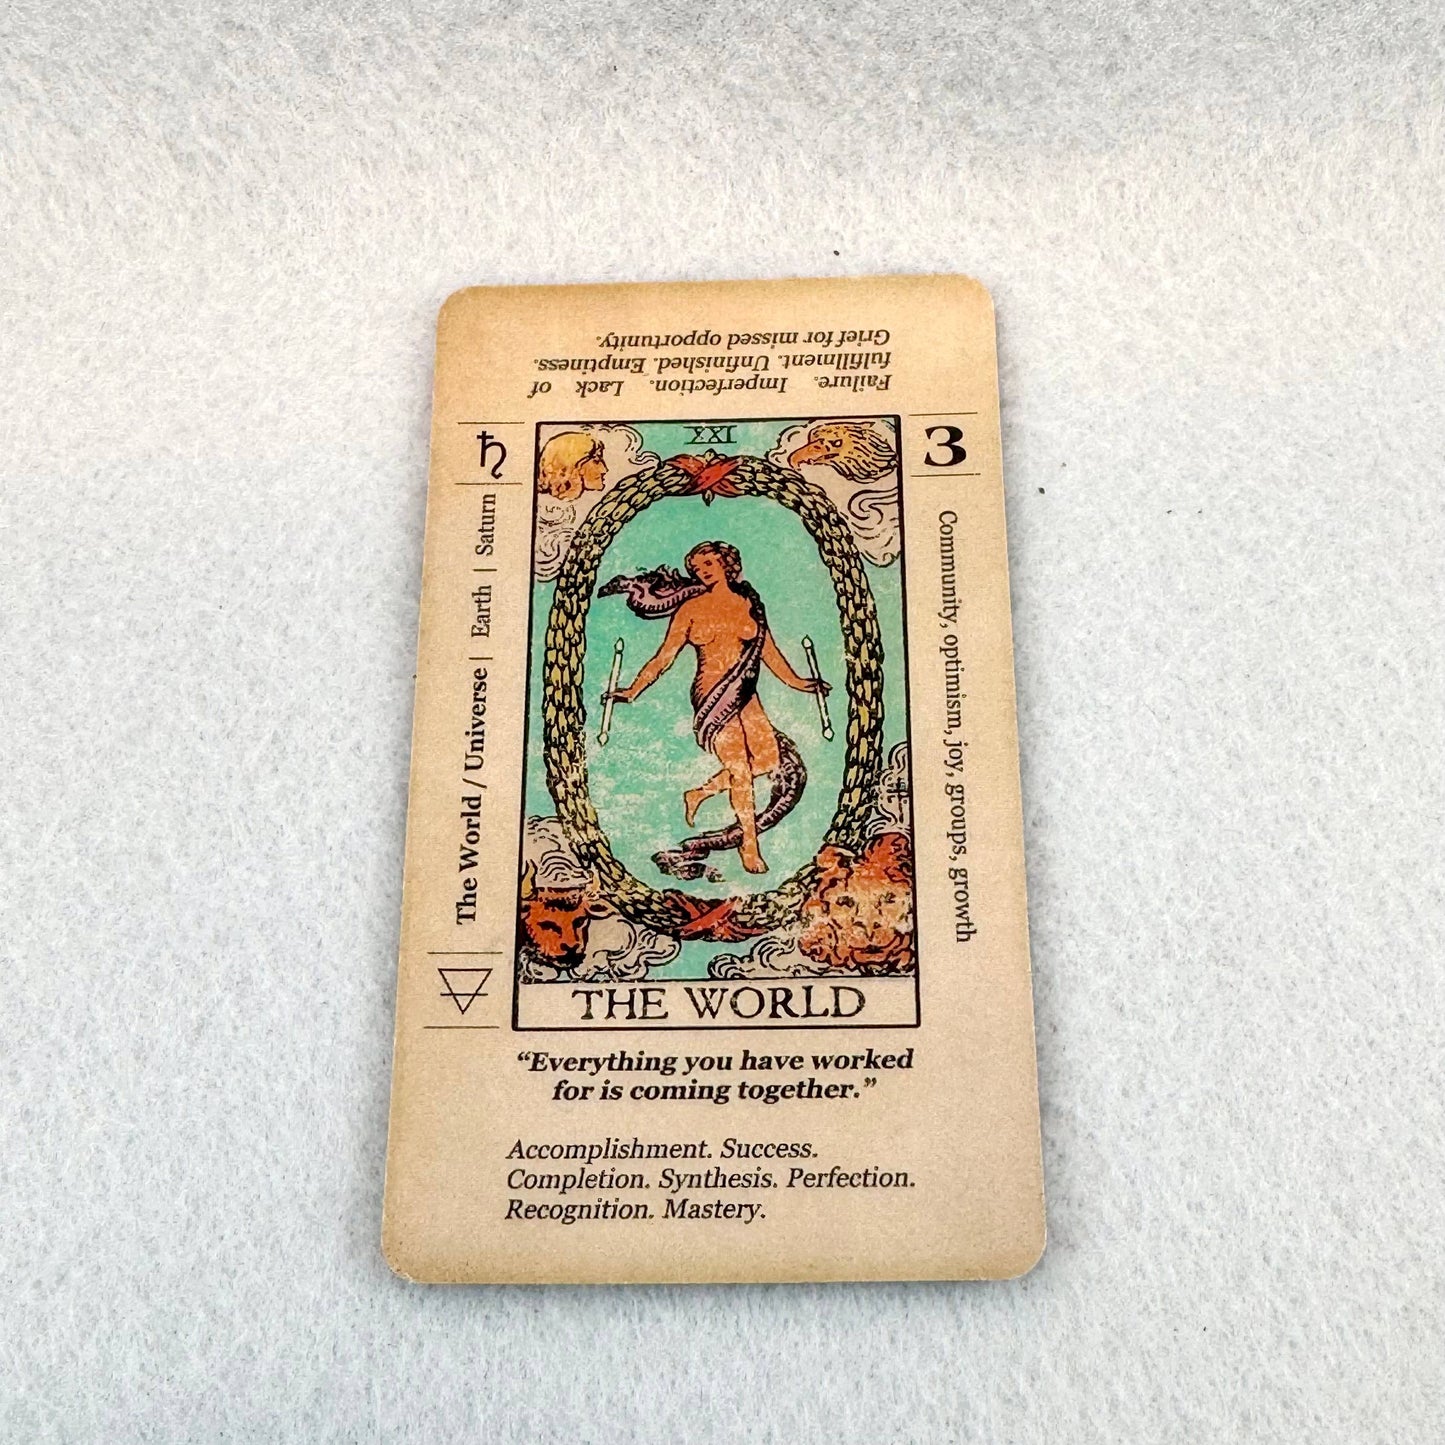 Failure. Imperfection. Lack of
fulfillment. Unfinished. Emptiness.
Grief for missed opportunity.
♄
XXI
3
The World / Universe | Earth | Saturn
Community, optimism, joy, groups, growth
THE WORLD
“Everything you have worked
for is coming together.”
Accomplishment. Success.
Completion. Synthesis. Perfection.
Recognition. Mastery.